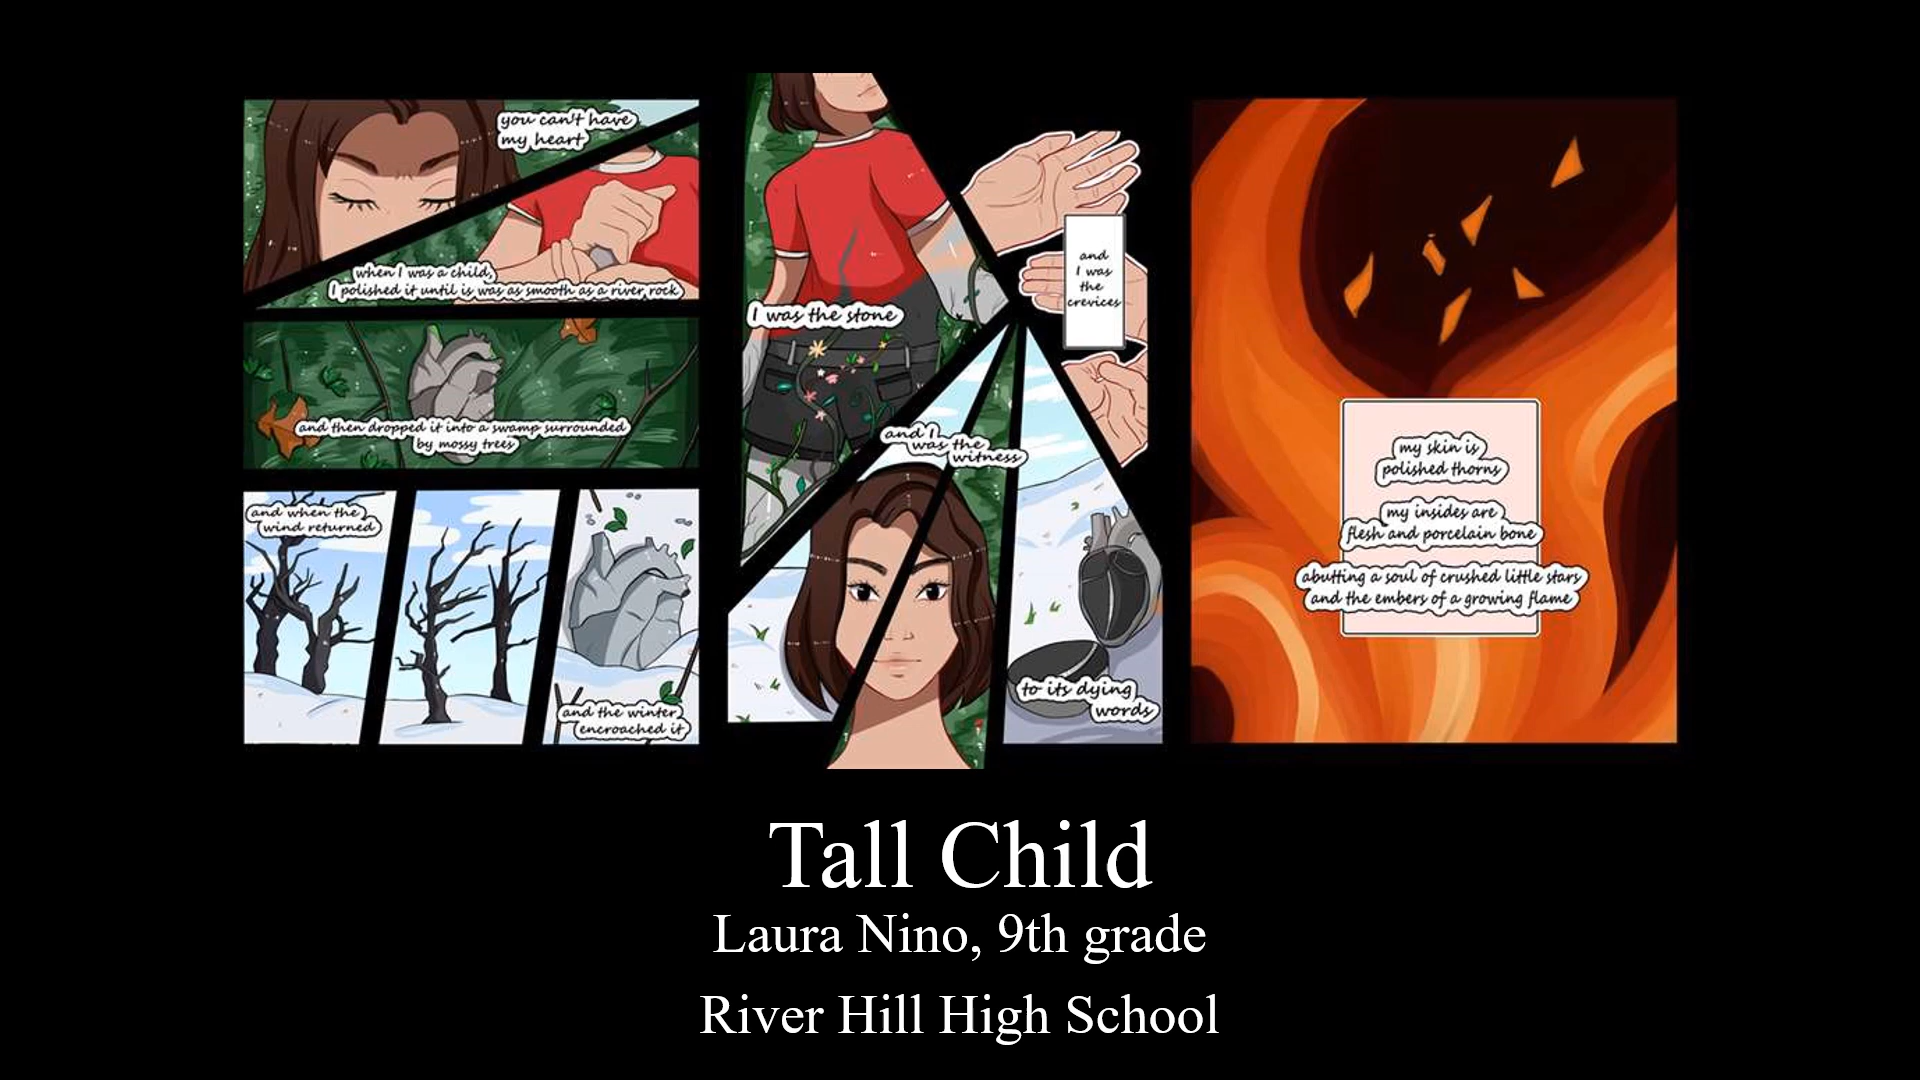 you can't have
my heart
when I was a child,
I polished it until is was as smooth as a river rock
and then dropped it into a swamp surrounded
by mossy trees
and when the
wind returned
and the winter
encroached it
I was the stone
and
I was
the
crevices
and I
was the
witness
to its dying
words
my skin is
polished thorns
my insides are
flesh and porcelain bone
abutting a soul of crushed little stars
and the embers of a growing flame
Tall Child
Laura Nino, 9th grade
River Hill High School